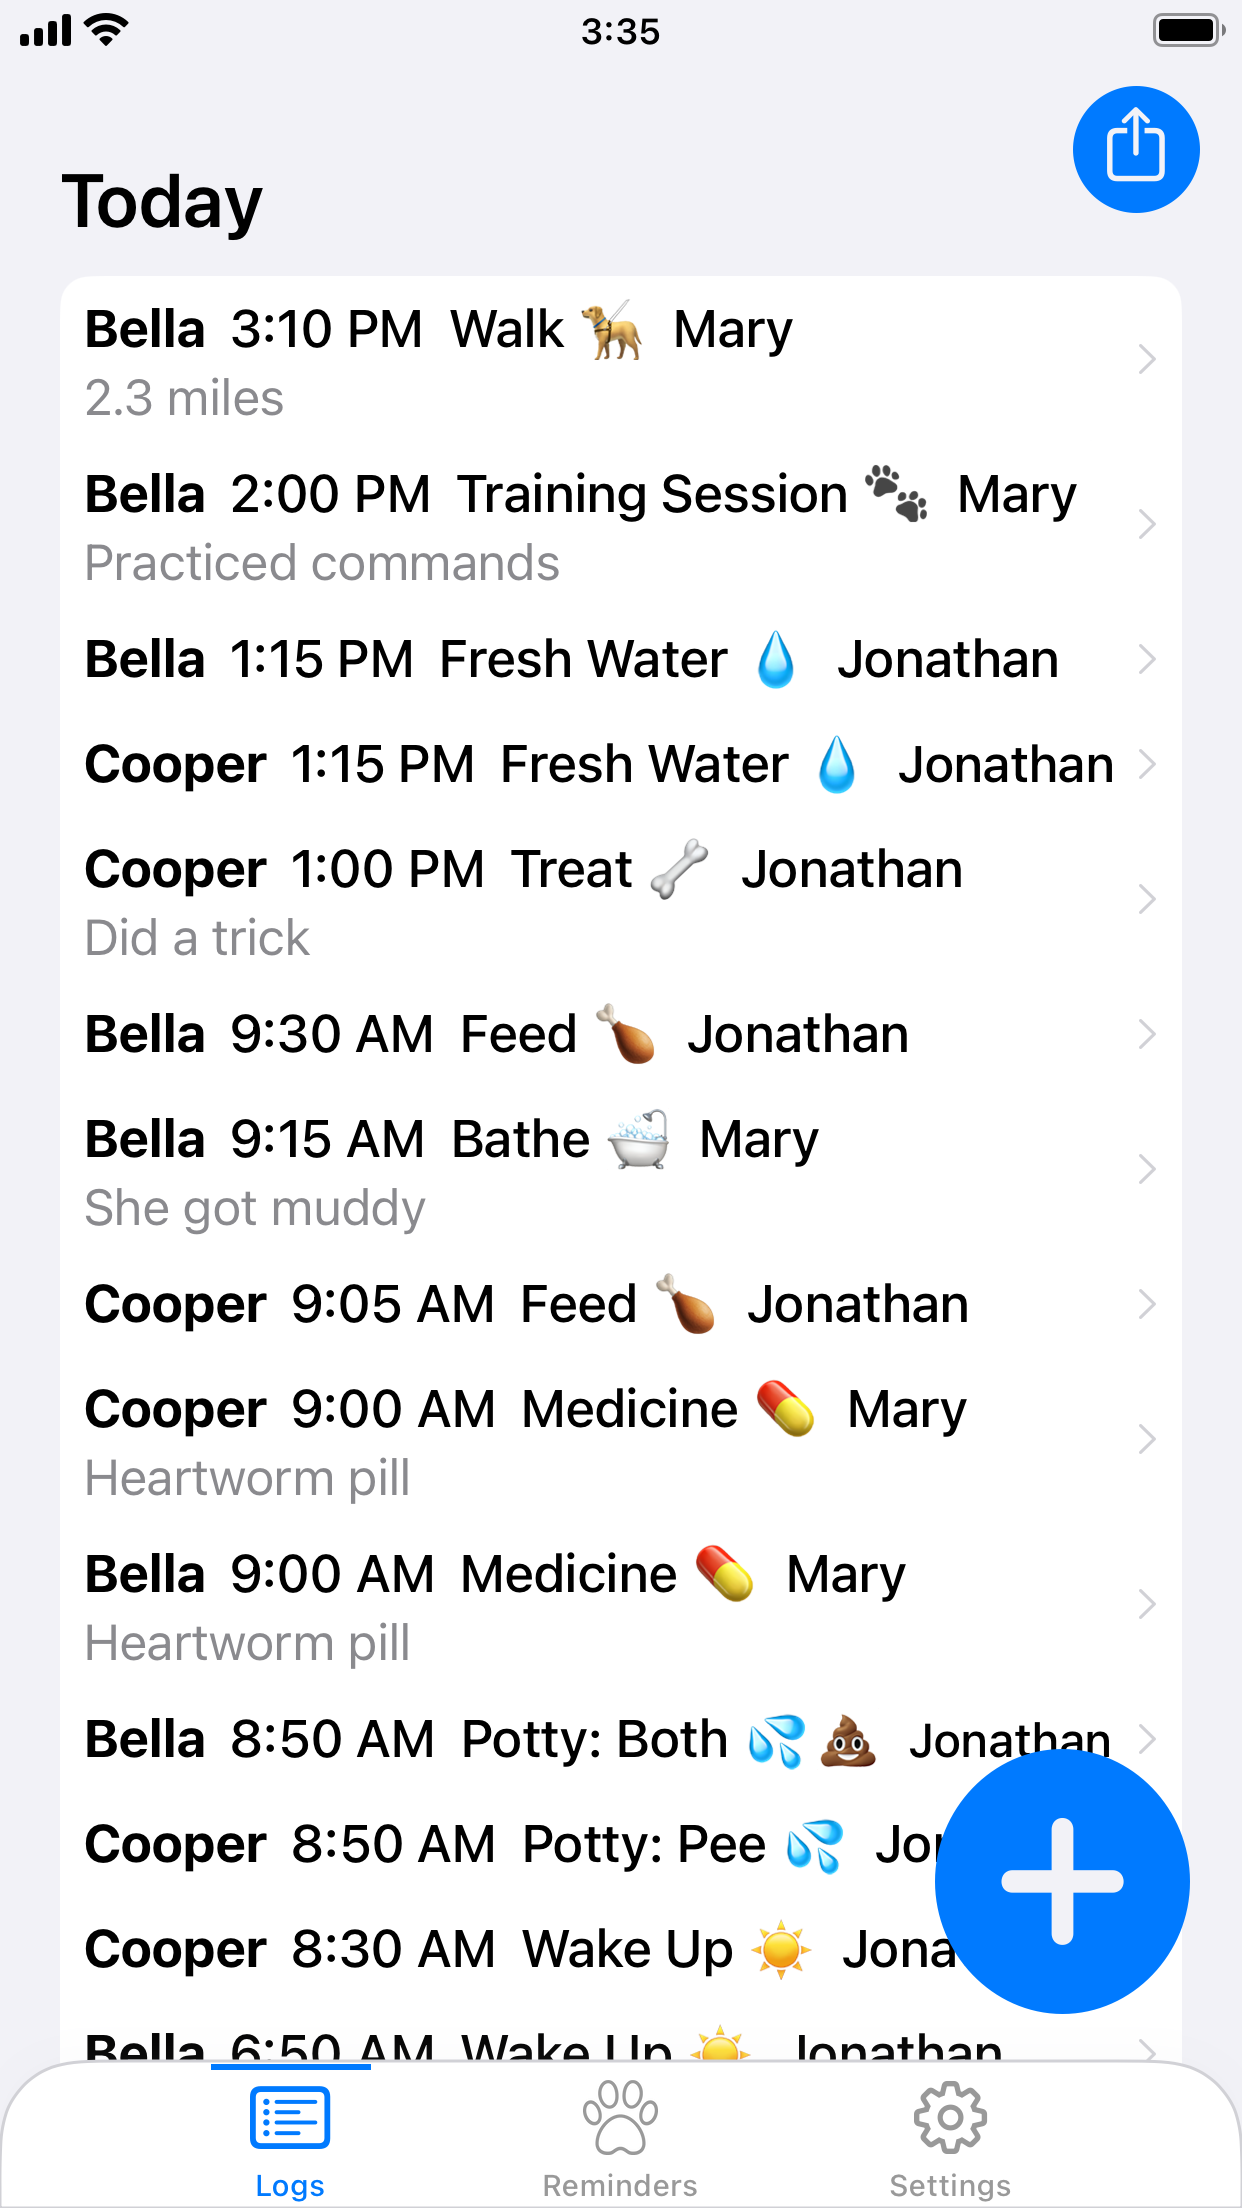 3:35
Today
Bella 3:10 PM Walk 🦮 Mary
2.3 miles
Bella 2:00 PM Training Session 🐾 Mary
Practiced commands
Bella 1:15 PM Fresh Water 💧 Jonathan
Cooper 1:15 PM Fresh Water 💧 Jonathan
Cooper 1:00 PM Treat 🦴 Jonathan
Did a trick
Bella 9:30 AM Feed 🍗 Jonathan
Bella 9:15 AM Bathe 🛁 Mary
She got muddy
Cooper 9:05 AM Feed 🍗 Jonathan
Cooper 9:00 AM Medicine 💊 Mary
Heartworm pill
Bella 9:00 AM Medicine 💊 Mary
Heartworm pill
Bella 8:50 AM Potty: Both 💦 💩 Jonathan
Cooper 8:50 AM Potty: Pee 💦
Cooper 8:30 AM Wake Up ☀️
Bella 6:50 AM Wake Up ☀️ Jonathan
Logs
Reminders
Settings